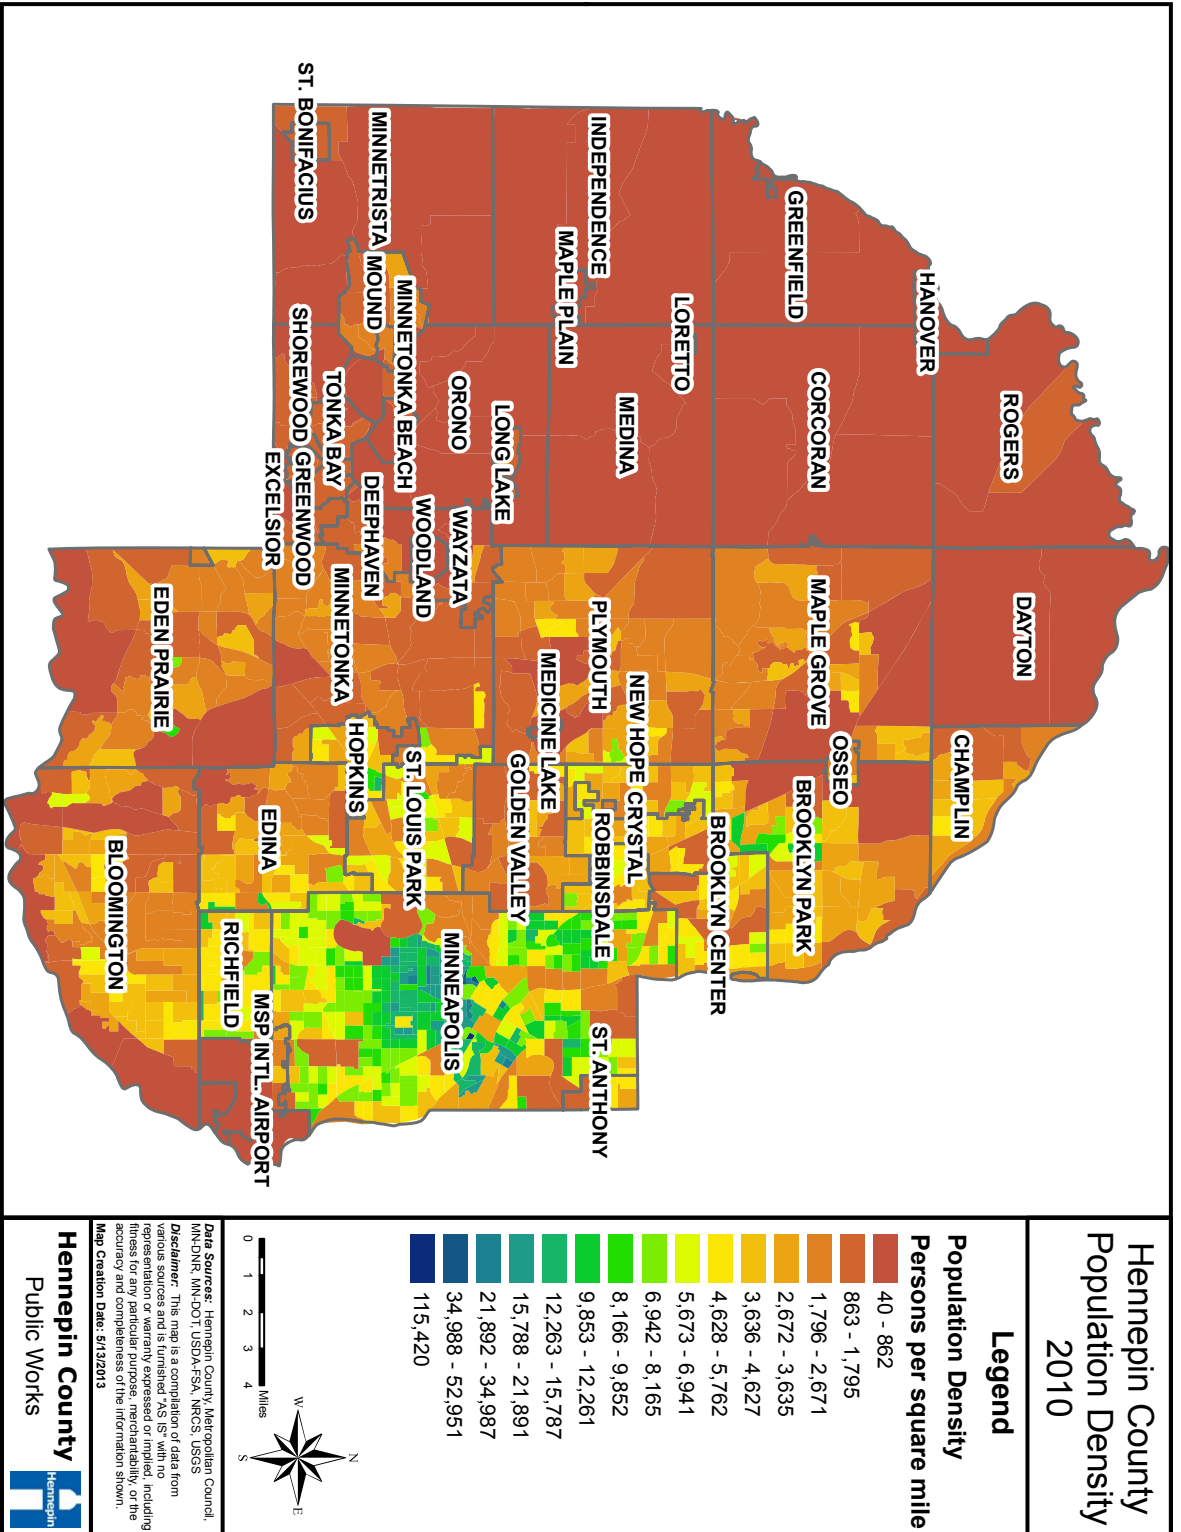 Hennepin County
Population Density
2010
Legend
Population Density
Persons per square mile
40 - 862
863 - 1,795
1,796 - 2,671
2,672 - 3,635
3,636 - 4,627
4,628 - 5,762
5,673 - 6,941
6,942 - 8,165
8,166 - 9,852
9,853 - 12,261
12,263 - 15,787
15,788 - 21,891
21,892 - 34,987
34,988 - 52,951
115,420
HANOVER
ROGERS
DAYTON
CHAMPLIN
GREENFIELD
CORCORAN
MAPLE GROVE
OSSEO
BROOKLYN PARK
LORETTO
BROOKLYN CENTER
INDEPENDENCE
MAPLE PLAIN
MEDINA
PLYMOUTH
NEW HOPE
CRYSTAL
ROBBINSDALE
ST. ANTHONY
MEDICINE LAKE
GOLDEN VALLEY
LONG LAKE
ORONO
WAYZATA
WOODLAND
MINNETONKA BEACH
MINNETRISTA
MOUND
DEEPHAVEN
ST. LOUIS PARK
MINNEAPOLIS
TONKA BAY
MINNETONKA
HOPKINS
ST. BONIFACIUS
SHOREWOOD
GREENWOOD
EXCELSIOR
EDINA
RICHFIELD
MSP INTL. AIRPORT
EDEN PRAIRIE
BLOOMINGTON
0 1 2 3 4
Miles
N
W
E
S
Data Sources: Hennepin County, Metropolitan Council,
MN-DNR, MN-DOT, USDA-FSA, NRCS, USGS
Disclaimer: This map is a compilation of data from
various sources and is furnished "AS IS" with no
representation or warranty expressed or implied, including
fitness for any particular purpose, merchantability, or the
accuracy and completeness of the information shown.
Map Creation Date: 5/13/2013
Hennepin County
Public Works
Hennepin